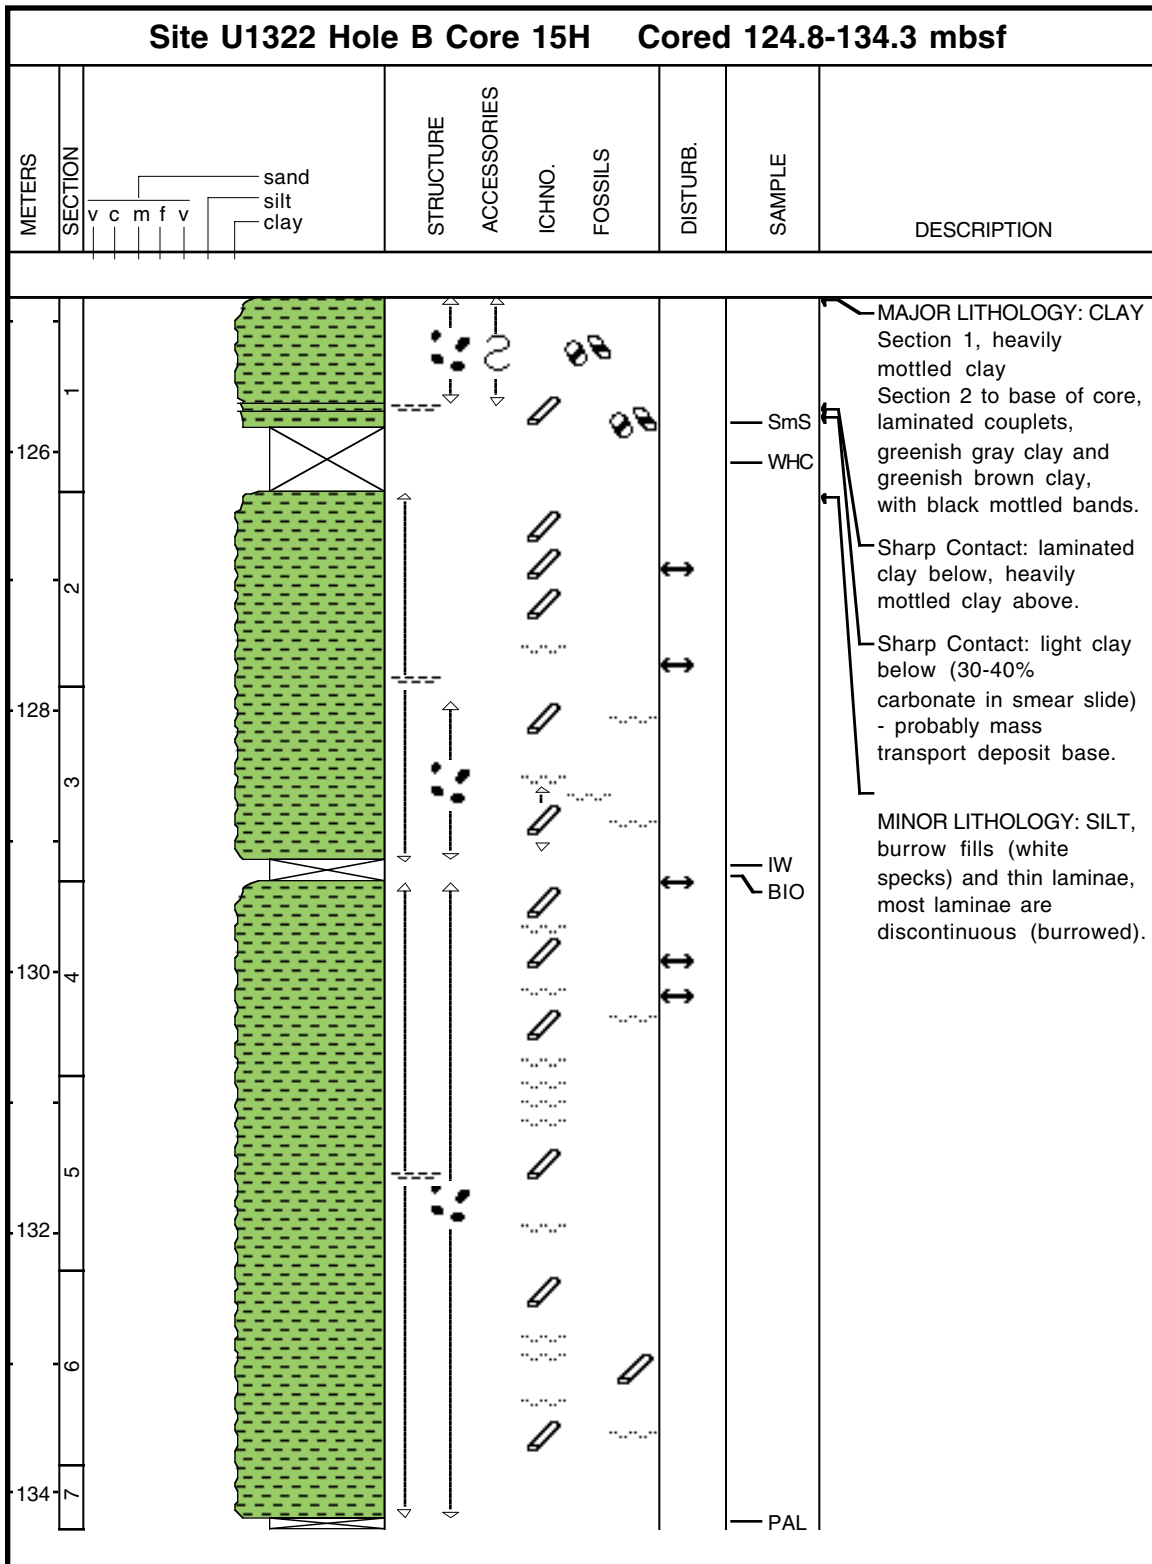 Site U1322 Hole B Core 15H Cored 124.8-134.3 mbsf
METERS
SECTION
v c m f v
sand
silt
clay
STRUCTURE
ACCESSORIES
ICHNO.
FOSSILS
DISTURB.
SAMPLE
DESCRIPTION
1
126
2
128
3
130
4
5
132
6
134
7
SmS
WHC
IW
BIO
PAL
MAJOR LITHOLOGY: CLAY
Section 1, heavily
mottled clay
Section 2 to base of core,
laminated couplets,
greenish gray clay and
greenish brown clay,
with black mottled bands.
Sharp Contact: laminated
clay below, heavily
mottled clay above.
Sharp Contact: light clay
below (30-40%
carbonate in smear slide)
- probably mass
transport deposit base.
MINOR LITHOLOGY: SILT,
burrow fills (white
specks) and thin laminae,
most laminae are
discontinuous (burrowed).